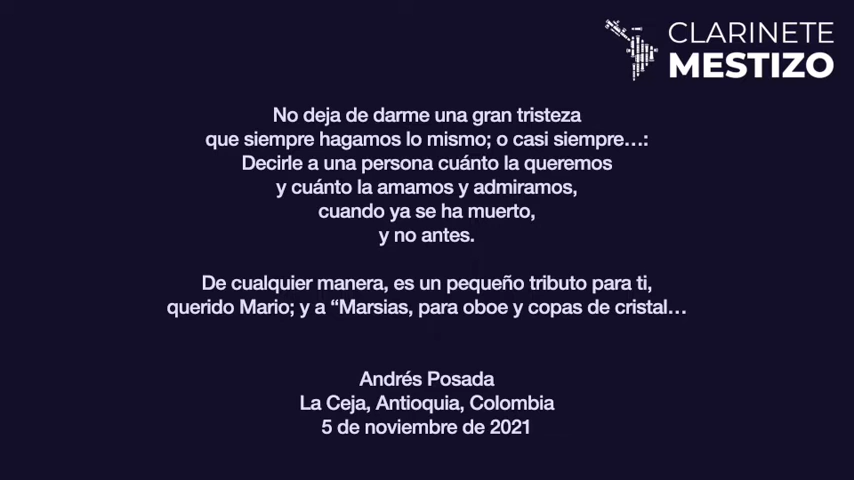 CLARINETE
MESTIZO
No deja de darme una gran tristeza
que siempre hagamos lo mismo; o casi siempre…:
Decirle a una persona cuánto la queremos
y cuánto la amamos y admiramos,
cuando ya se ha muerto,
y no antes.
De cualquier manera, es un pequeño tributo para ti,
querido Mario; y a “Marsias, para oboe y copas de cristal…
Andrés Posada
La Ceja, Antioquia, Colombia
5 de noviembre de 2021